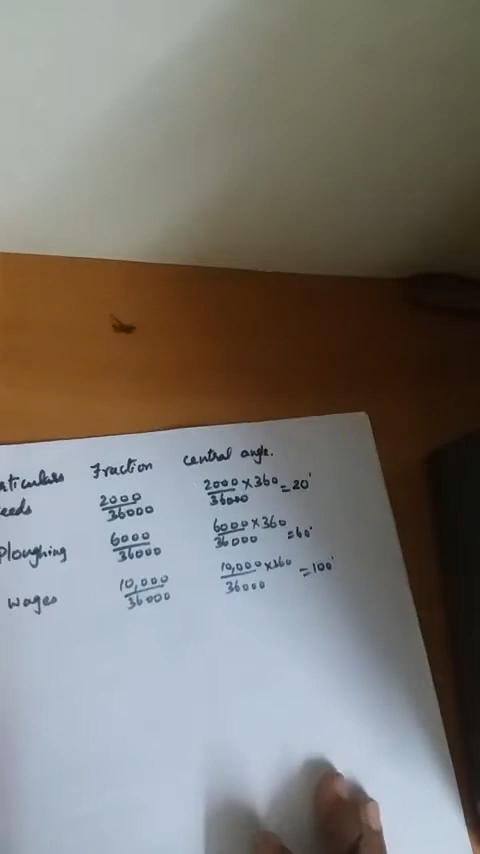 rticulars Fraction central angle.
eeds 2000/36000 2000/36000 × 360 = 20°
Ploughing 6000/36000 6000/36000 × 360 = 60°
wages 10,000/36000 10,000/36000 × 360 = 100°